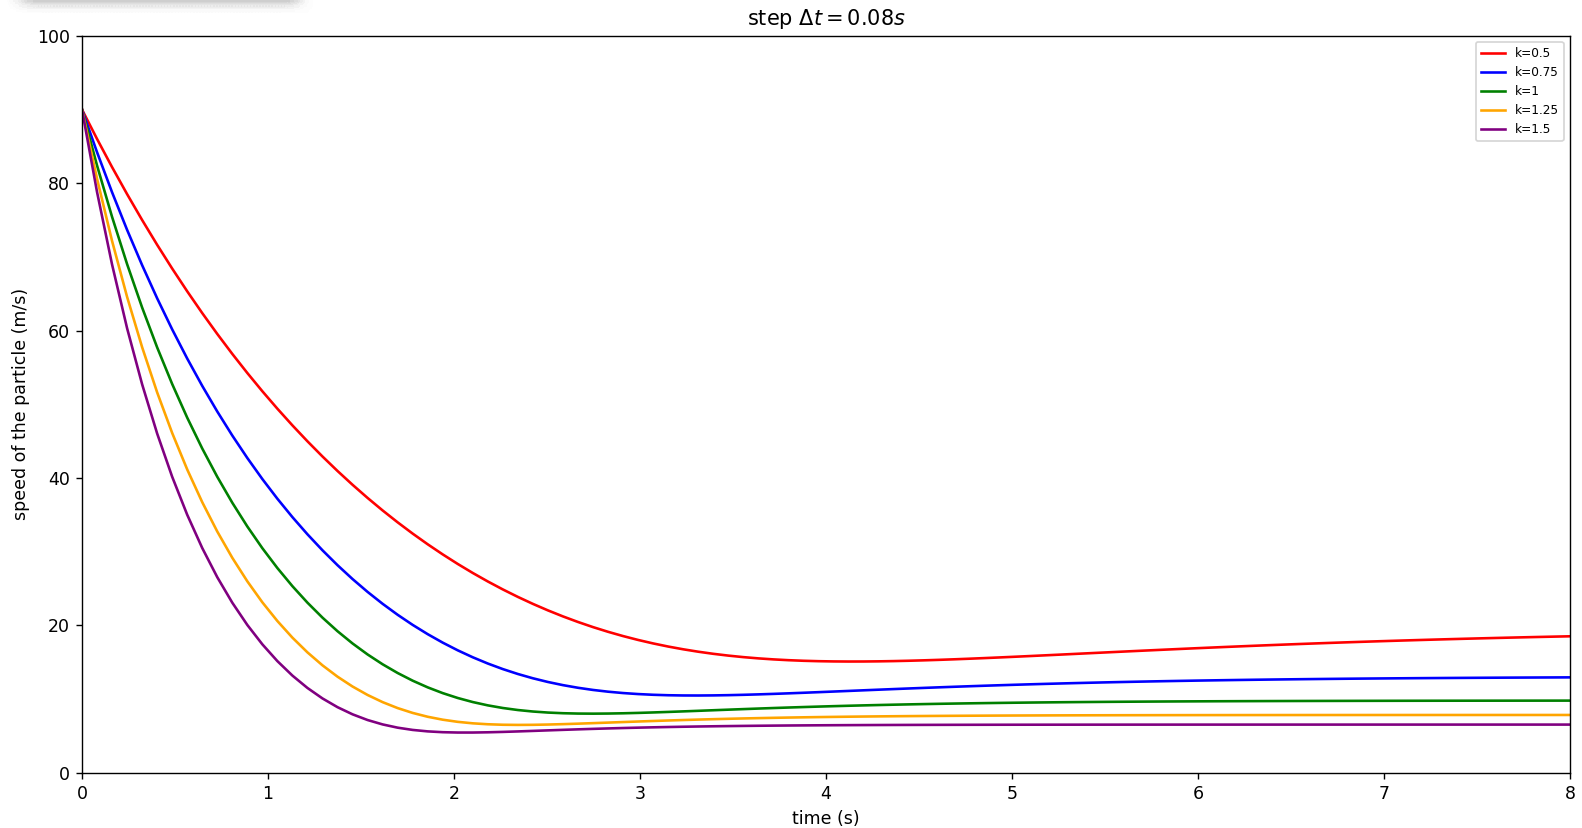 step Δt = 0.08s
100
80
60
40
20
0
speed of the particle (m/s)
k=0.5
k=0.75
k=1
k=1.25
k=1.5
0 1 2 3 4 5 6 7 8
time (s)